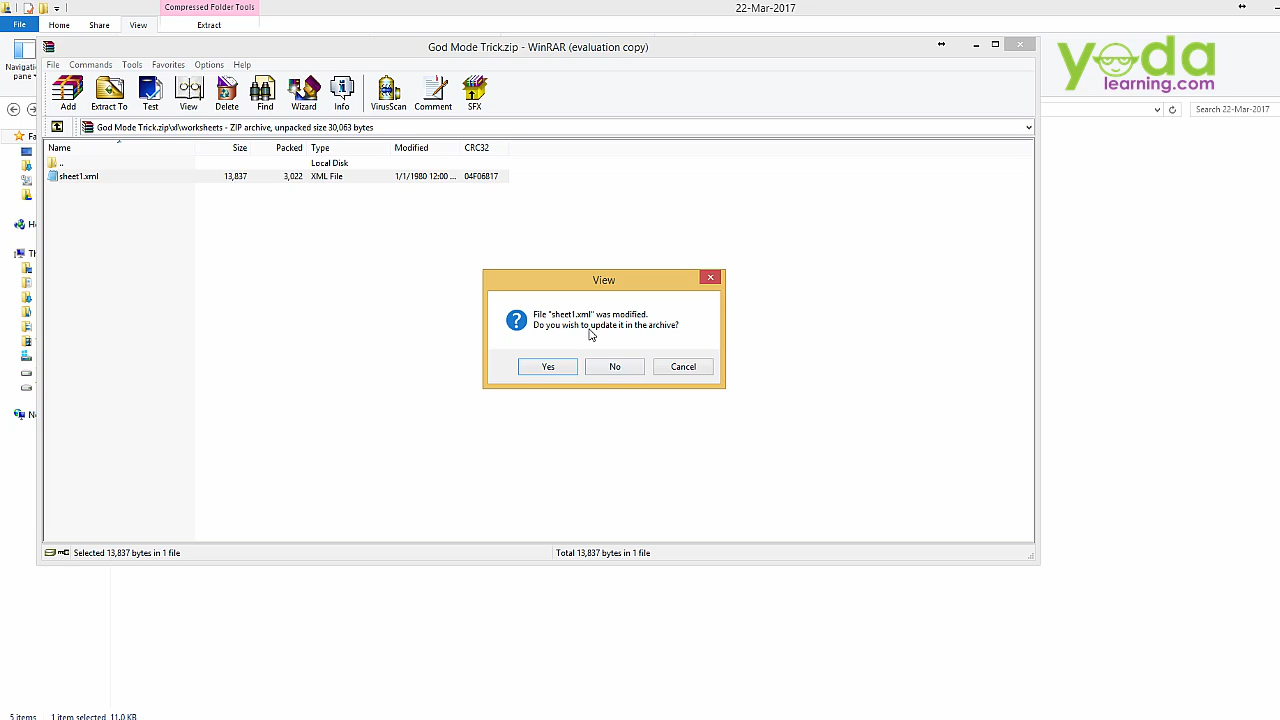 Compressed Folder Tools
22-Mar-2017
File Home Share View Extract
God Mode Trick.zip - WinRAR (evaluation copy)
yoda
learning.com
Navigati
pane
File Commands Tools Favorites Options Help
Add Extract To Test View Delete Find Wizard Info VirusScan Comment SFX
God Mode Trick.zip\xl\worksheets - ZIP archive, unpacked size 30,063 bytes
Search 22-Mar-2017
Name Size Packed Type Modified CRC32
.. Local Disk
sheet1.xml 13,837 3,022 XML File 1/1/1980 12:00 ... 04F06817
View
File "sheet1.xml" was modified.
Do you wish to update it in the archive?
Yes No Cancel
Selected 13,837 bytes in 1 file Total 13,837 bytes in 1 file
5 items 1 item selected 11.0 KB